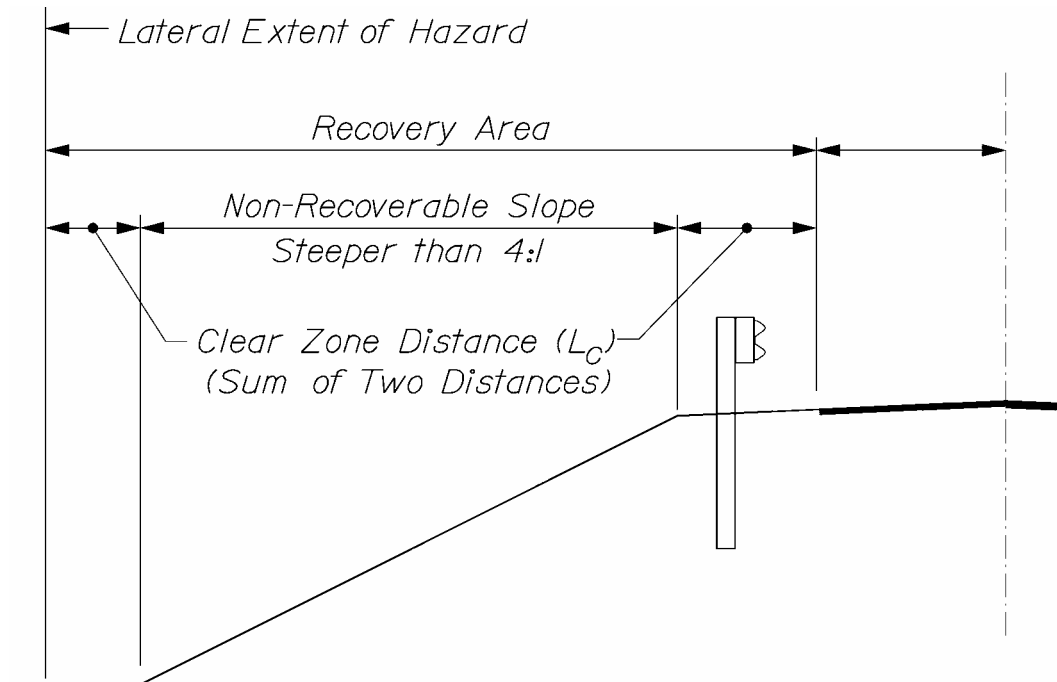 Lateral Extent of Hazard
Recovery Area
Non-Recoverable Slope
Steeper than 4:1
Clear Zone Distance (LC)
(Sum of Two Distances)